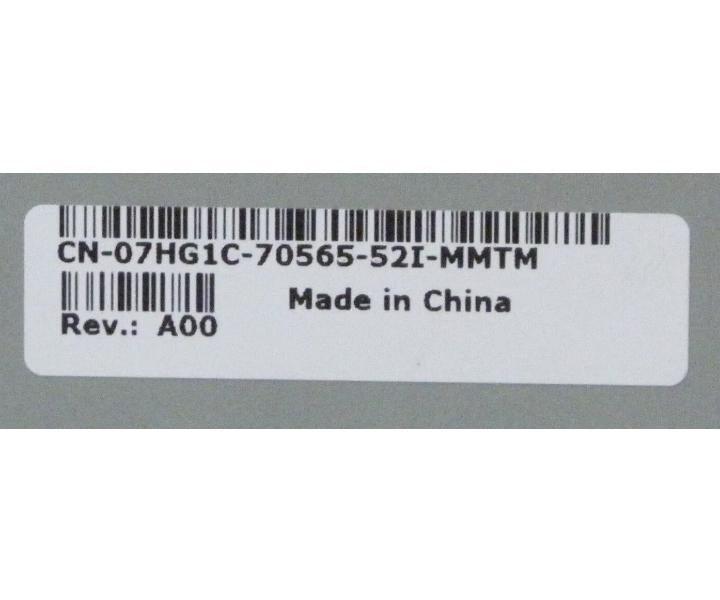 CN-07HG1C-70565-52I-MMTM
Made in China
Rev.: A00